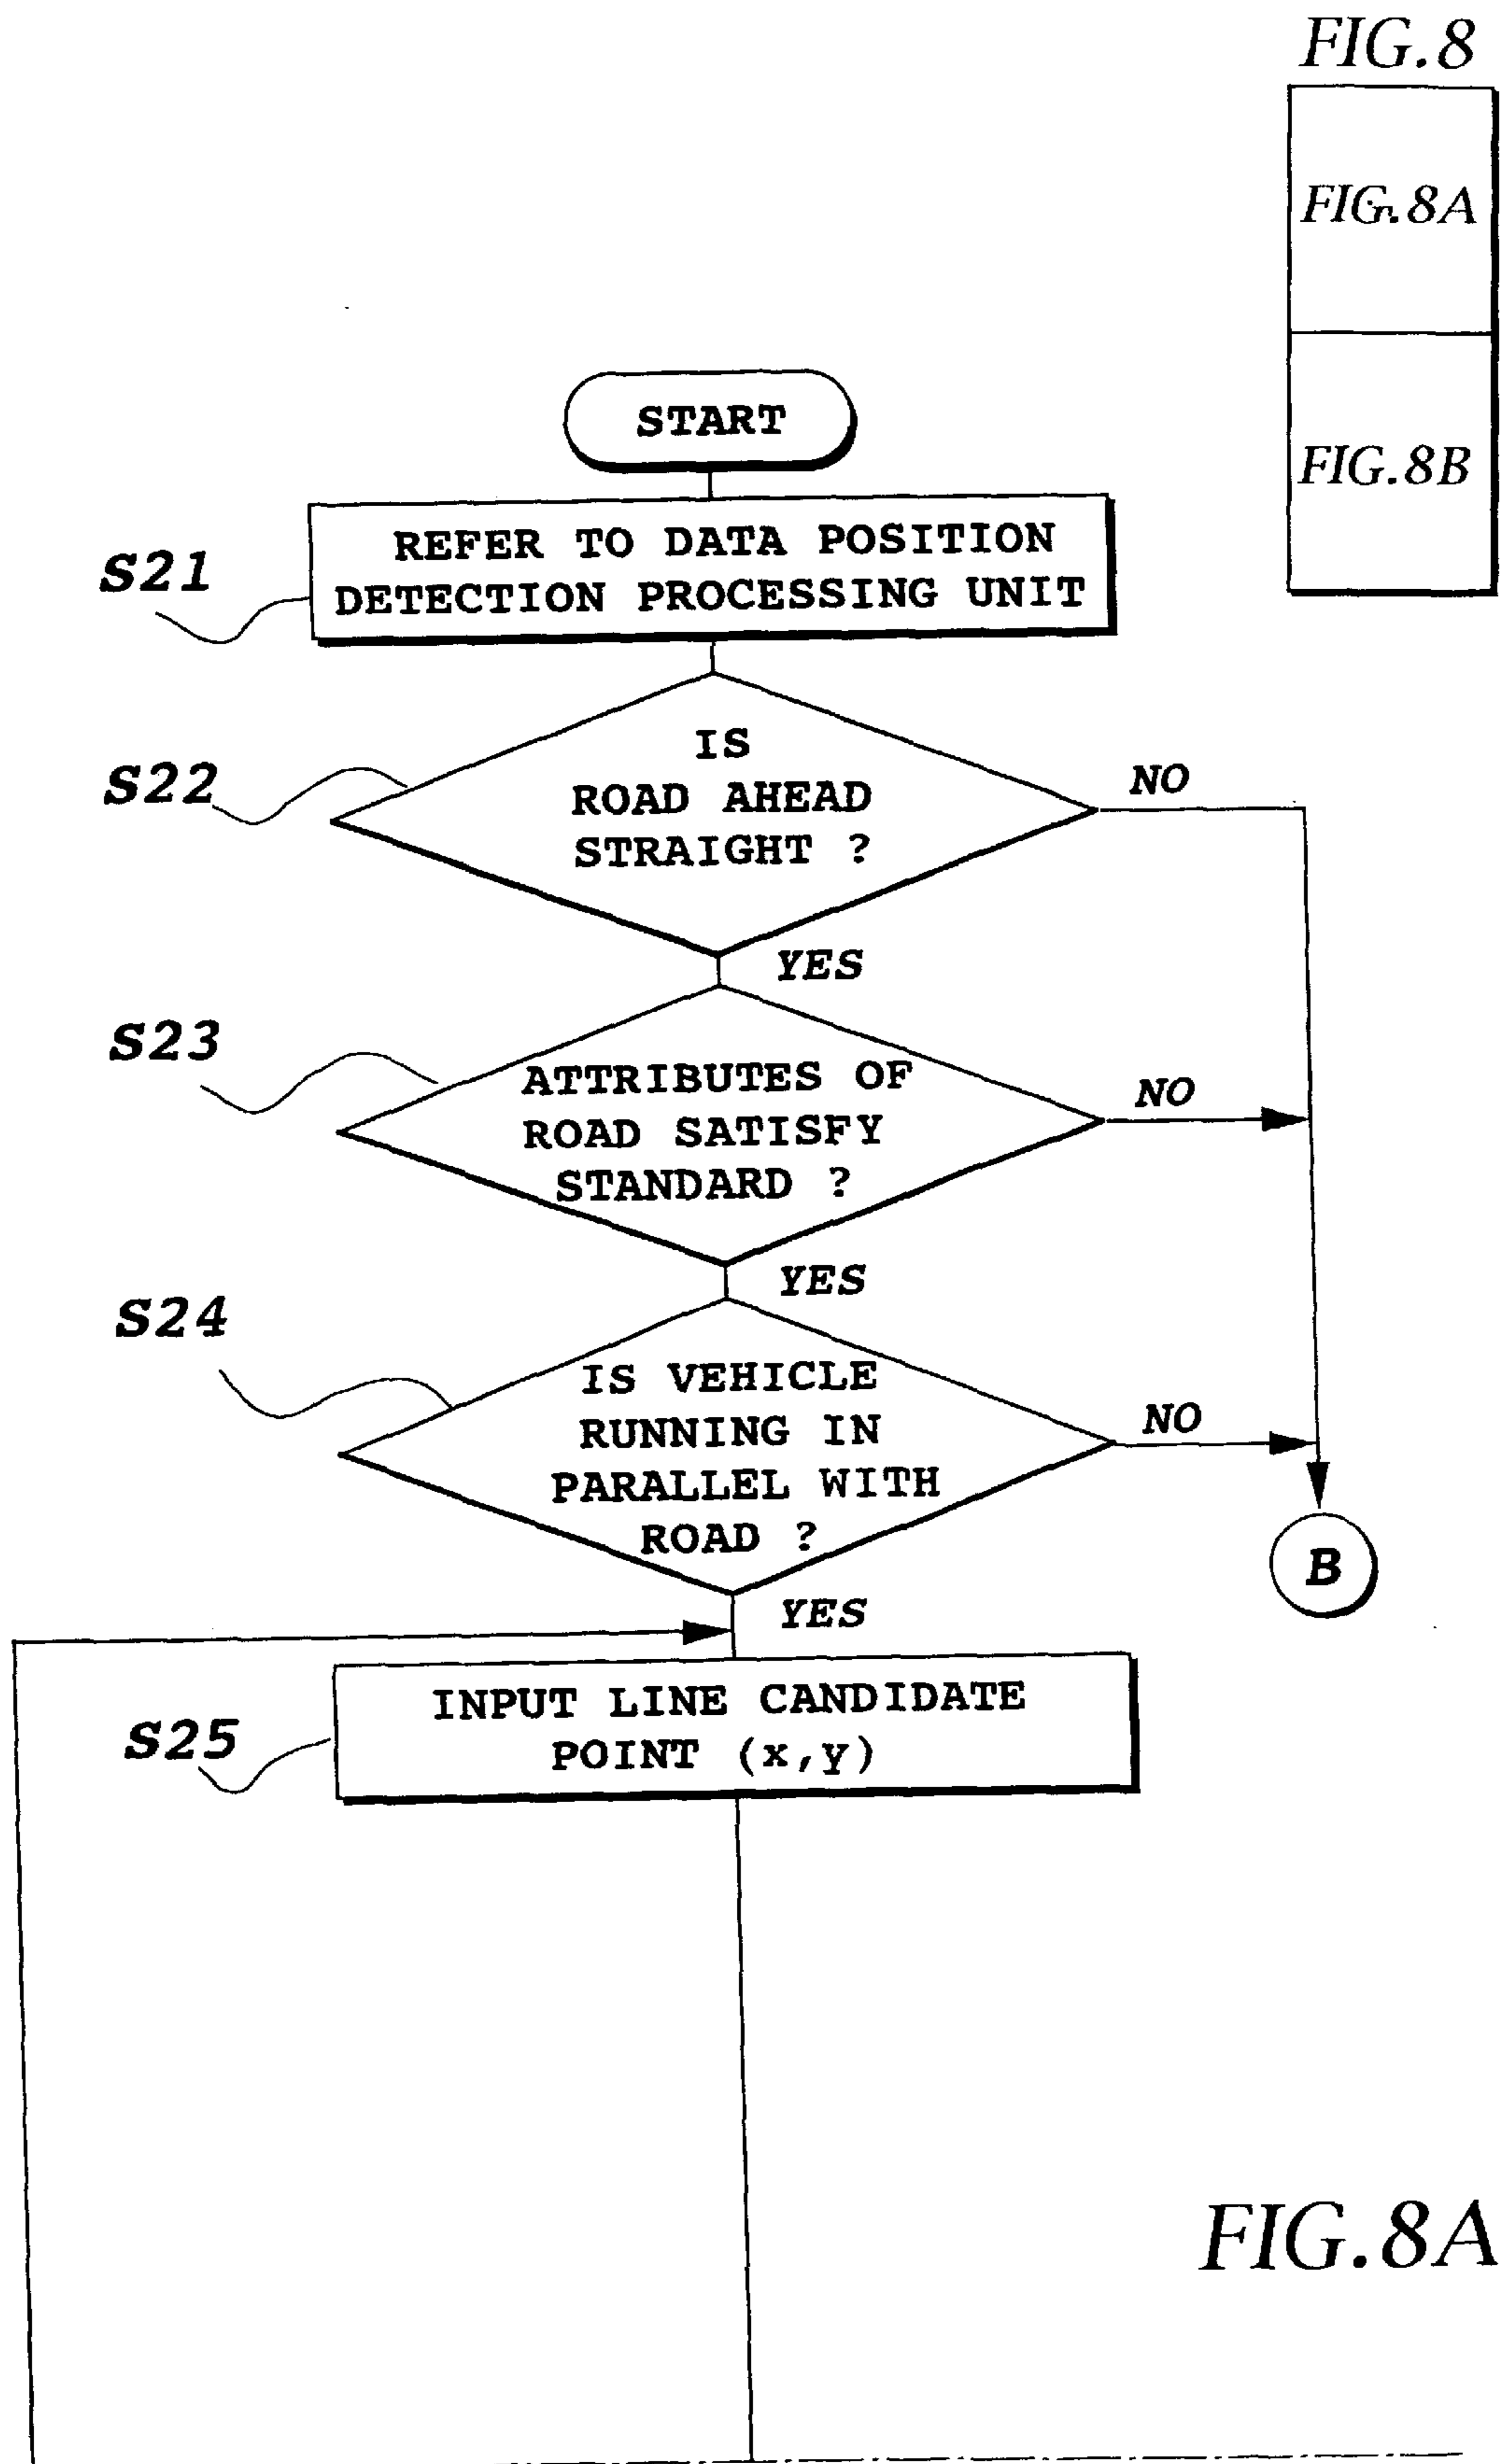 FIG.8
FIG.8A
FIG.8B
START
S21
REFER TO DATA POSITION
DETECTION PROCESSING UNIT
S22
IS
ROAD AHEAD
STRAIGHT ?
NO
YES
S23
ATTRIBUTES OF
ROAD SATISFY
STANDARD ?
NO
YES
S24
IS VEHICLE
RUNNING IN
PARALLEL WITH
ROAD ?
NO
B
YES
S25
INPUT LINE CANDIDATE
POINT (x,y)
FIG.8A